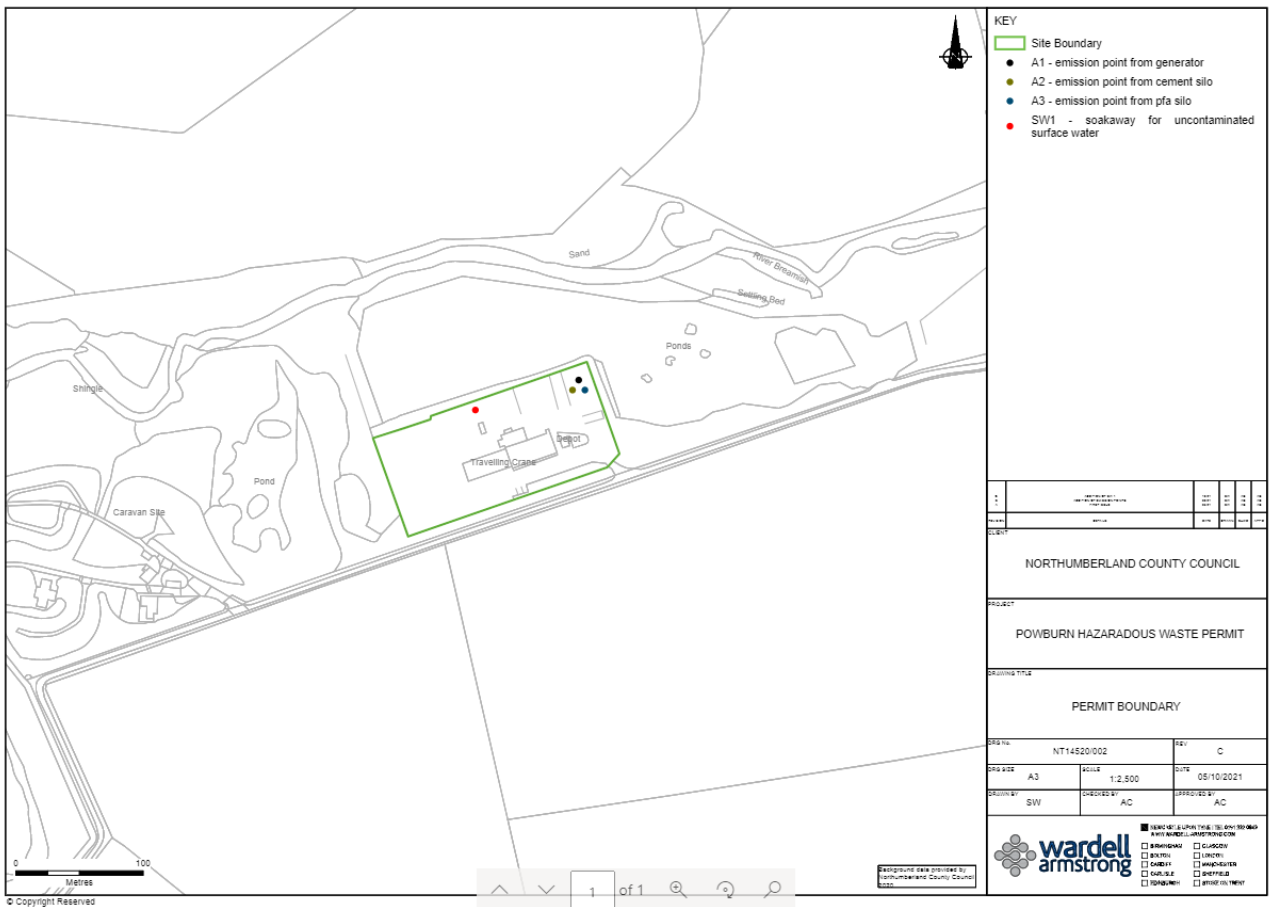 KEY
Site Boundary
A1 - emission point from generator
A2 - emission point from cement silo
A3 - emission point from pfa silo
SW1 - soakaway for uncontaminated
surface water
Sand
River Breamish
Settling Bed
Ponds
Shingle
Depot
Travelling Crane
Pond
Caravan Site
CLIENT
NORTHUMBERLAND COUNTY COUNCIL
PROJECT
POWBURN HAZARADOUS WASTE PERMIT
DRAWING TITLE
PERMIT BOUNDARY
DRG No.
NT14520/002
REV
C
DRG SIZE
A3
SCALE
1:2,500
DATE
05/10/2021
DRAWN BY
SW
CHECKED BY
AC
APPROVED BY
AC
wardell
armstrong
BIRMINGHAM
GLASGOW
BOLTON
LONDON
CARDIFF
MANCHESTER
CARLISLE
SHEFFIELD
EDINBURGH
STOKE ON TRENT
0 100
Metres
Background data provided by
Northumberland County Council
1 of 1
© Copyright Reserved